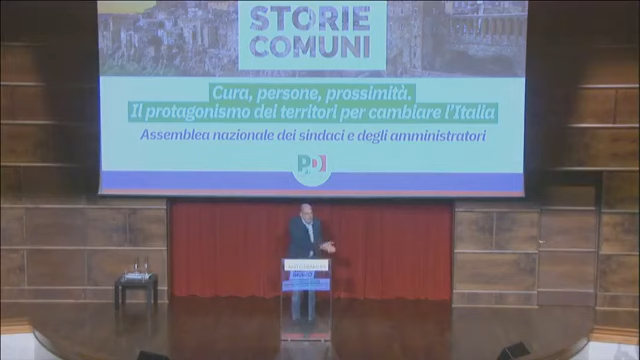 STORIE
COMUNI
Cura, persone, prossimità.
Il protagonismo dei territori per cambiare l'Italia
Assemblea nazionale dei sindaci e degli amministratori
PD